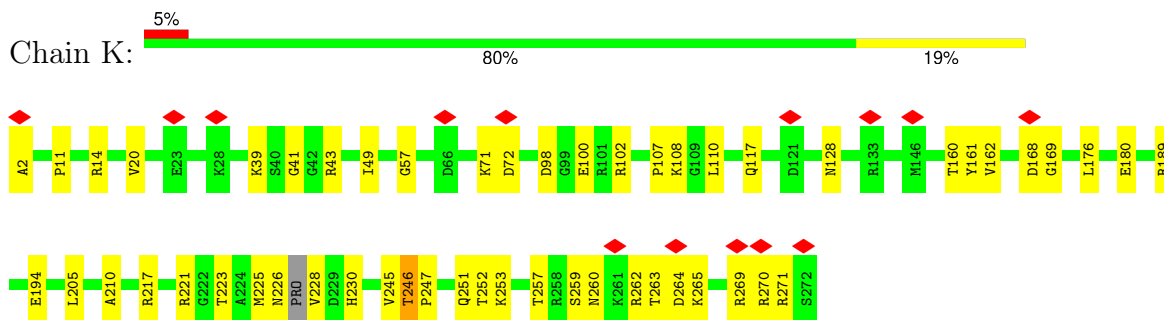 5%
Chain K:
80% 19%
A2 P11 R14 V20 E23 K28 K39 S40 G41 G42 R43 I49 G57 D66 K71 D72 D98 G99 E100 R101 R102 P107 K108 G109 L110 Q117 D121 N128 R133 M146 T160 Y161 V162 D168 G169 L176 E180 R189
E194 L205 A210 R217 R221 G222 T223 A224 M225 N226 PRO V228 D229 H230 V245 T246 P247 Q251 T252 K253 T257 R258 S259 N260 K261 R262 T263 D264 K265 R269 R270 R271 S272